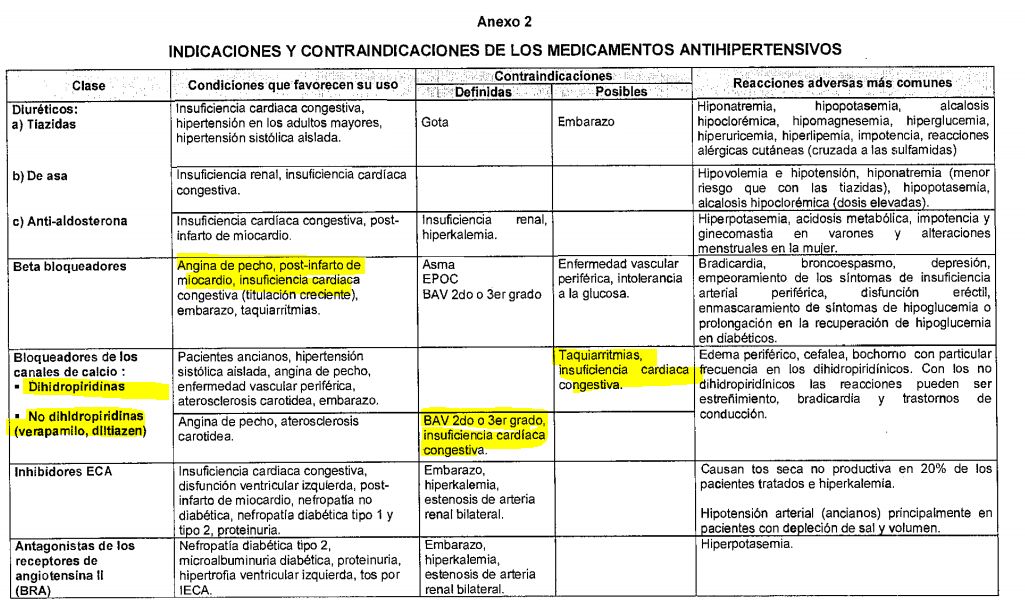 Anexo 2
INDICACIONES Y CONTRAINDICACIONES DE LOS MEDICAMENTOS ANTIHIPERTENSIVOS
Clase
Condiciones que favorecen su uso
Contraindicaciones
Definidas
Posibles
Reacciones adversas más comunes
Diuréticos:
a) Tiazidas
Insuficiencia cardiaca congestiva,
hipertensión en los adultos mayores,
hipertensión sistólica aislada.
Gota
Embarazo
Hiponatremia, hipopotasemia, alcalosis
hipoclorémica, hipomagnesemia, hiperglucemia,
hiperuricemia, hiperlipemia, impotencia, reacciones
alérgicas cutáneas (cruzada a las sulfamidas)
b) De asa
Insuficiencia renal, insuficiencia cardíaca
congestiva.
Hipovolemia e hipotensión, hiponatremia (menor
riesgo que con las tiazidas), hipopotasemia,
alcalosis hipoclorémica (dosis elevadas).
c) Anti-aldosterona
Insuficiencia cardíaca congestiva, post-
infarto de miocardio.
Insuficiencia renal,
hiperkalemia.
Hiperpotasemia, acidosis metabólica, impotencia y
ginecomastia en varones y alteraciones
menstruales en la mujer.
Beta bloqueadores
Angina de pecho, post-infarto de
miocardio, insuficiencia cardiaca
congestiva (titulación creciente),
embarazo, taquiarritmias.
Asma
EPOC
BAV 2do o 3er grado
Enfermedad vascular
periférica, intolerancia
a la glucosa.
Bradicardia, broncoespasmo, depresión,
empeoramiento de los síntomas de insuficiencia
arterial periférica, disfunción eréctil,
enmascaramiento de síntomas de hipoglucemia o
prolongación en la recuperación de hipoglucemia
en diabéticos.
Bloqueadores de los
canales de calcio :
▪ Dihidropiridinas
Pacientes ancianos, hipertensión
sistólica aislada, angina de pecho,
enfermedad vascular periférica,
aterosclerosis carotidea, embarazo.
Taquiarritmias,
insuficiencia cardiaca
congestiva.
Edema periférico, cefalea, bochorno con particular
frecuencia en los dihidropiridínicos. Con los no
dihidropiridínicos las reacciones pueden ser
estreñimiento, bradicardia y trastornos de
conducción.
▪ No dihidropiridinas
(verapamilo, diltiazen)
Angina de pecho, aterosclerosis
carotidea.
BAV 2do o 3er grado,
insuficiencia cardíaca
congestiva.
Inhibidores ECA
Insuficiencia cardiaca congestiva,
disfunción ventricular izquierda, post-
infarto de miocardio, nefropatía no
diabética, nefropatía diabética tipo 1 y
tipo 2, proteinuria.
Embarazo,
hiperkalemia,
estenosis de arteria
renal bilateral.
Causan tos seca no productiva en 20% de los
pacientes tratados e hiperkalemia.
Hipotensión arterial (ancianos) principalmente en
pacientes con depleción de sal y volumen.
Antagonistas de los
receptores de
angiotensina II
(BRA)
Nefropatía diabética tipo 2,
microalbuminuria diabética, proteinuria,
hipertrofia ventricular izquierda, tos por
IECA.
Embarazo,
hiperkalemia,
estenosis de arteria
renal bilateral.
Hiperpotasemia.